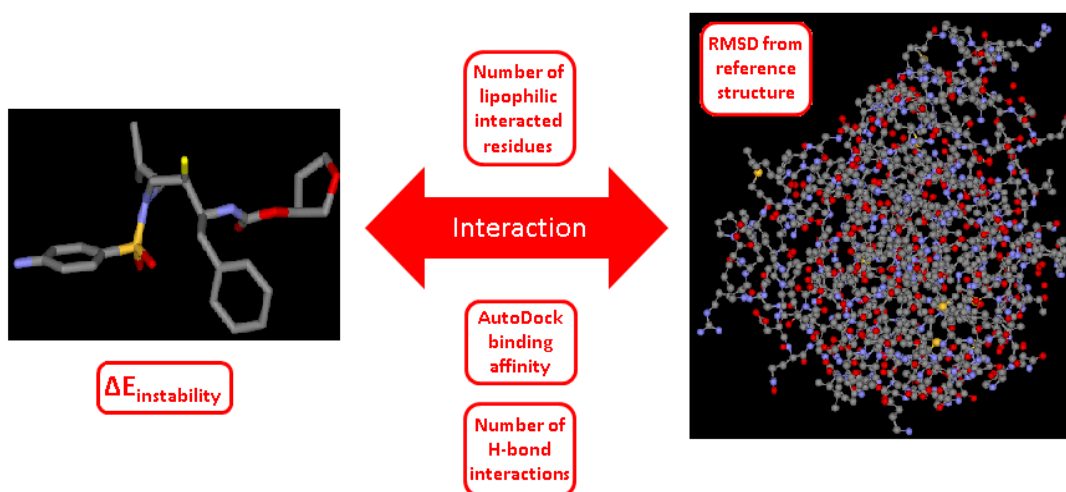 Number of
lipophilic
interacted
residues
RMSD from
reference
structure
Interaction
ΔEinstability
AutoDock
binding
affinity
Number of
H-bond
interactions